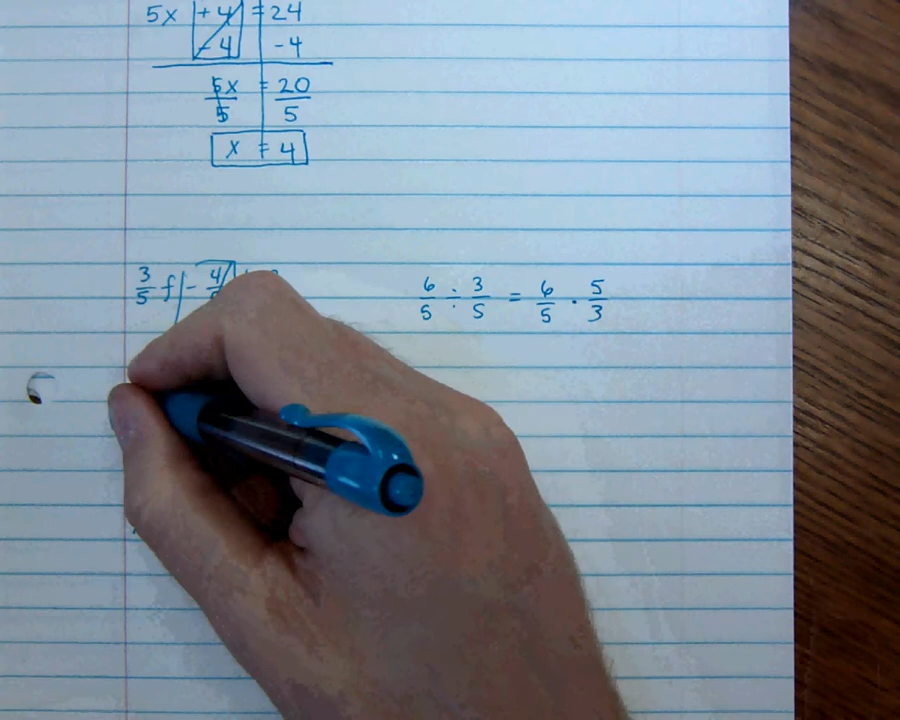 5x + 4 = 24
- 4 - 4
5x/5 = 20/5
x = 4
3/5 f - 4/
6/5 ÷ 3/5 = 6/5 · 5/3